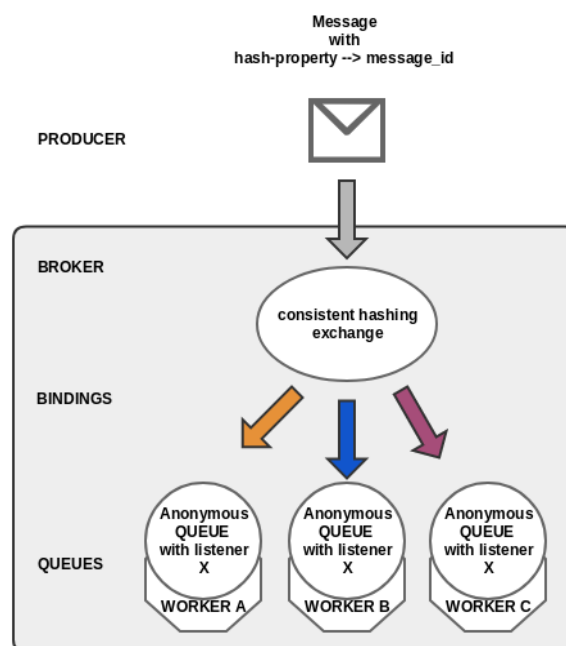 Message
with
hash-property --> message_id
PRODUCER
BROKER
consistent hashing
exchange
BINDINGS
Anonymous
QUEUE
with listener
X
Anonymous
QUEUE
with listener
X
Anonymous
QUEUE
with listener
X
QUEUES
WORKER A
WORKER B
WORKER C